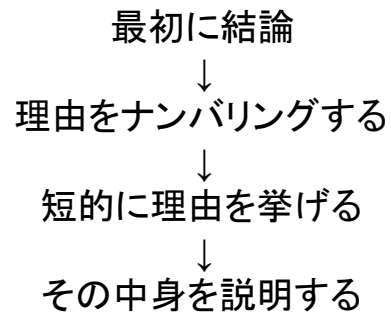 最初に結論
↓
理由をナンバリングする
↓
短的に理由を挙げる
↓
その中身を説明する